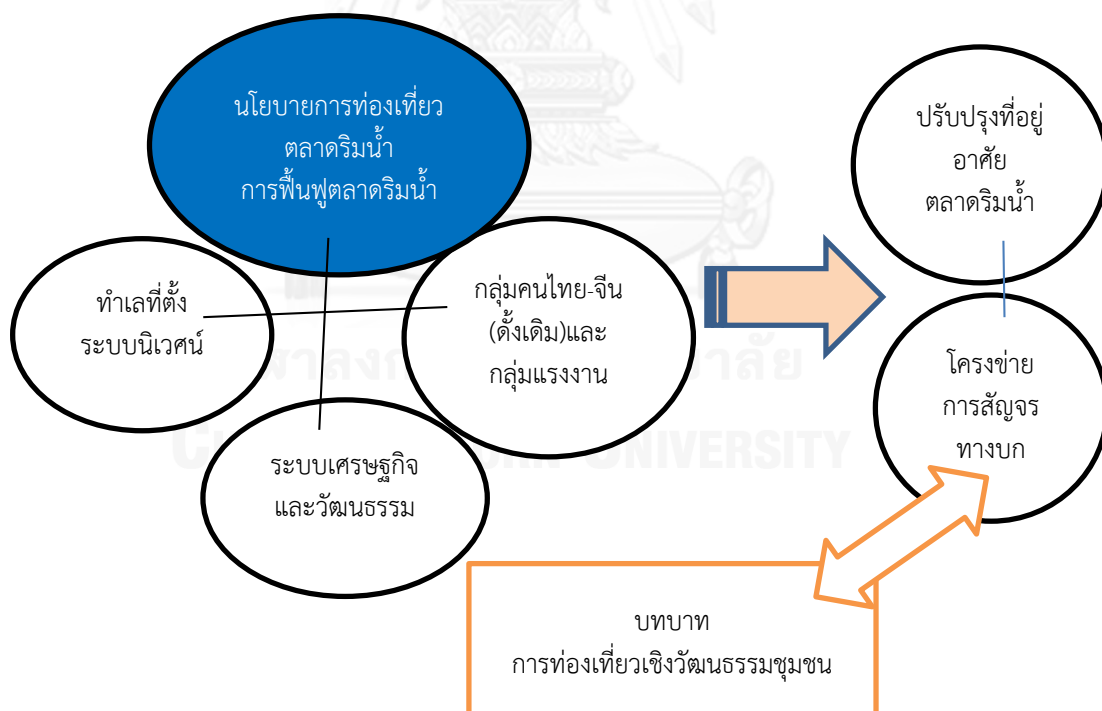 นโยบายการท่องเที่ยว
ตลาดริมน้ำ
การฟื้นฟูตลาดริมน้ำ
ทำเลที่ตั้ง
ระบบนิเวศน์
กลุ่มคนไทย-จีน
(ดั้งเดิม)และ
กลุ่มแรงงาน
ระบบเศรษฐกิจ
และวัฒนธรรม
ปรับปรุงที่อยู่
อาศัย
ตลาดริมน้ำ
โครงข่าย
การสัญจร
ทางบก
บทบาท
การท่องเที่ยวเชิงวัฒนธรรมชุมชน
UNIVERSITY